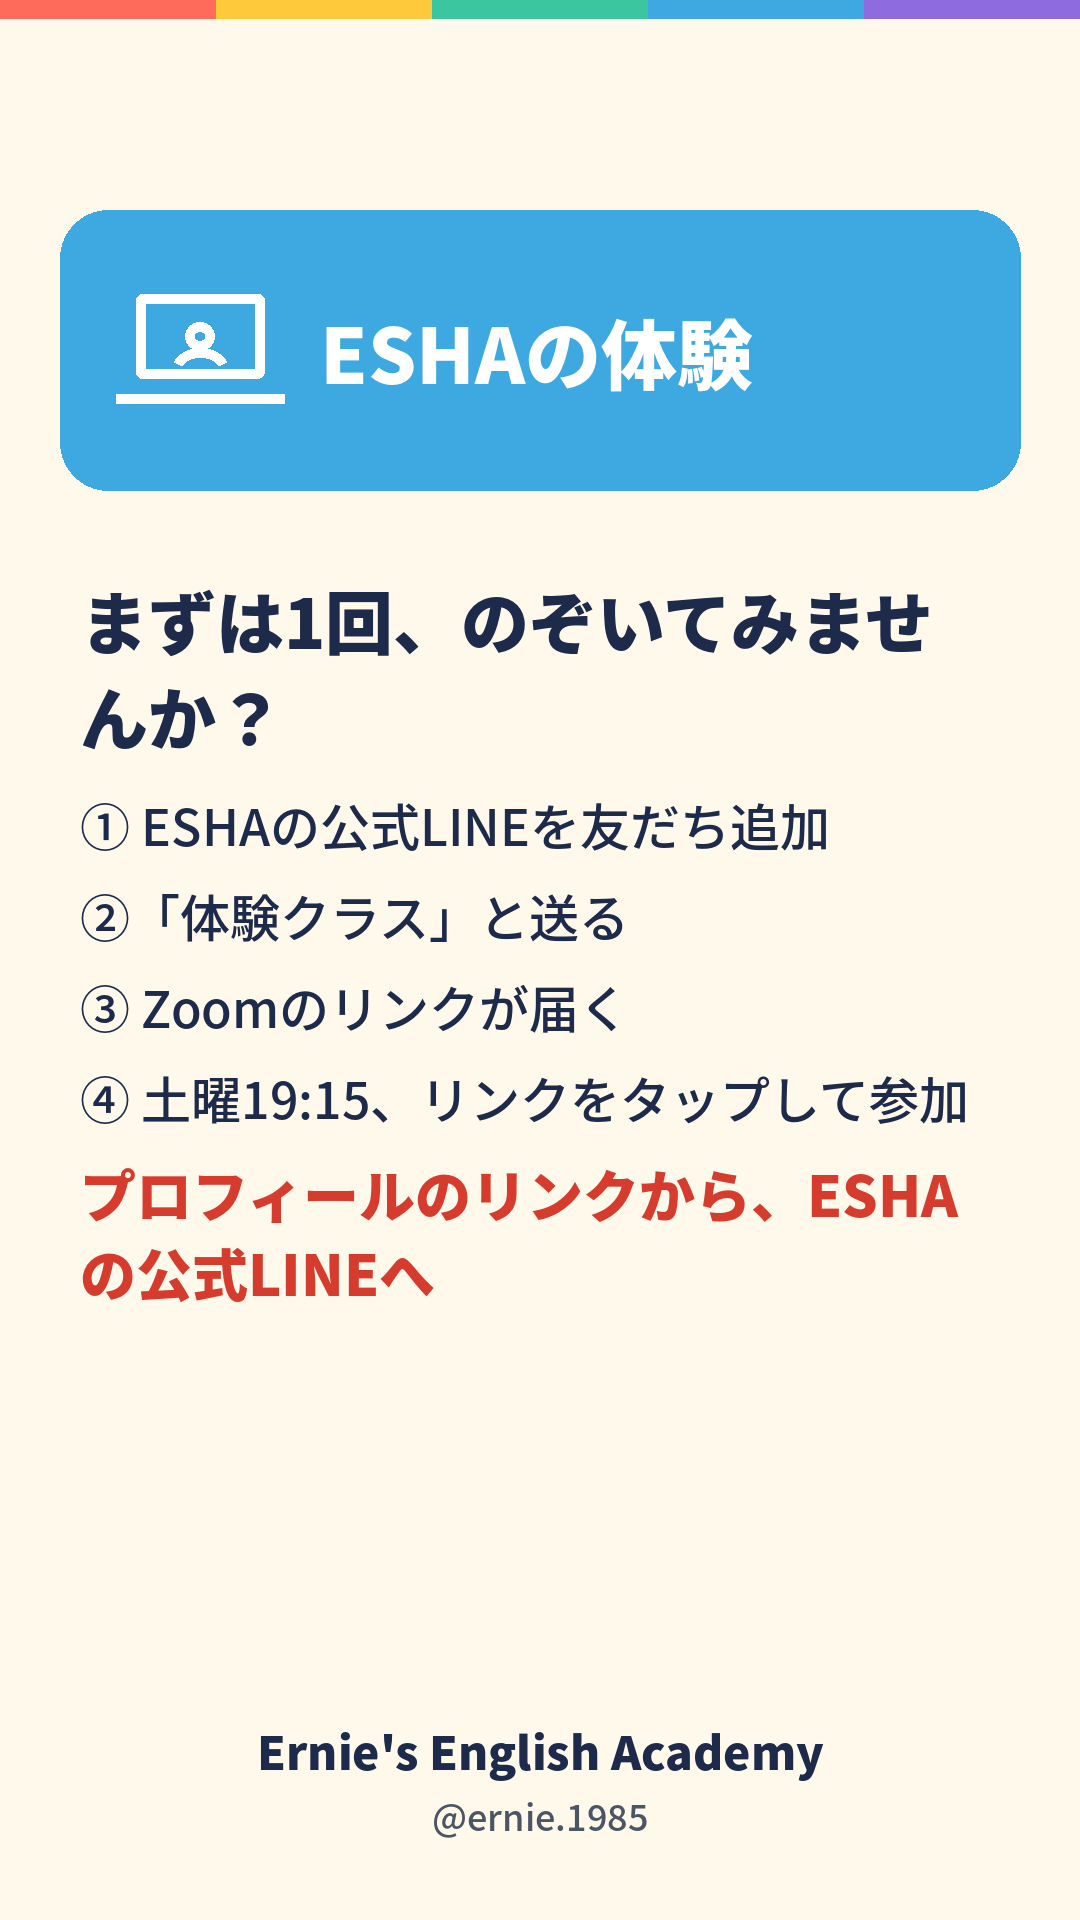 ESHAの体験
まずは1回、のぞいてみませ
んか？
① ESHAの公式LINEを友だち追加
②「体験クラス」と送る
③ Zoomのリンクが届く
④ 土曜19:15、リンクをタップして参加
プロフィールのリンクから、ESHA
の公式LINEへ
Ernie's English Academy
@ernie.1985